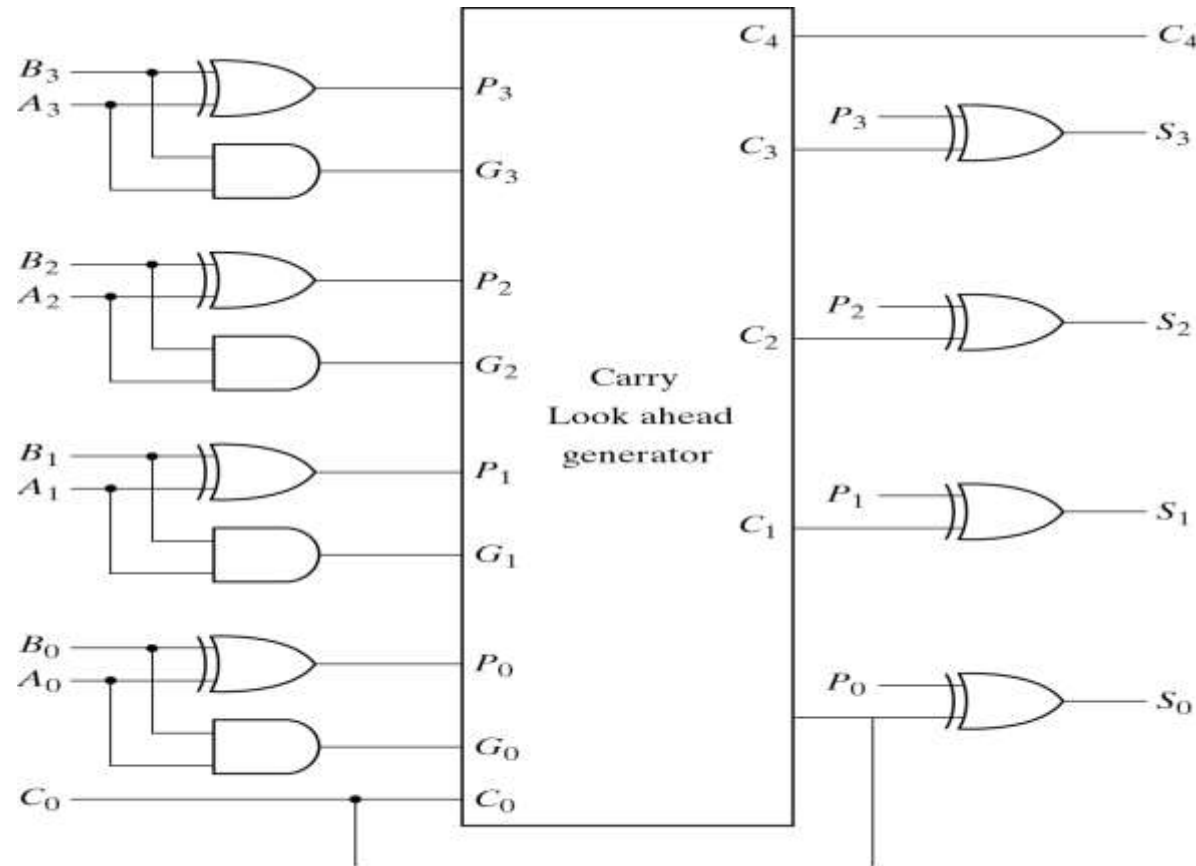 C₄ C₄
B₃
A₃ P₃ P₃
C₃ S₃
G₃
B₂
A₂ P₂ P₂
C₂ S₂
G₂
Carry
Look ahead
generator
B₁
A₁ P₁ P₁
C₁ S₁
G₁
B₀
A₀ P₀ P₀
S₀
G₀
C₀ C₀